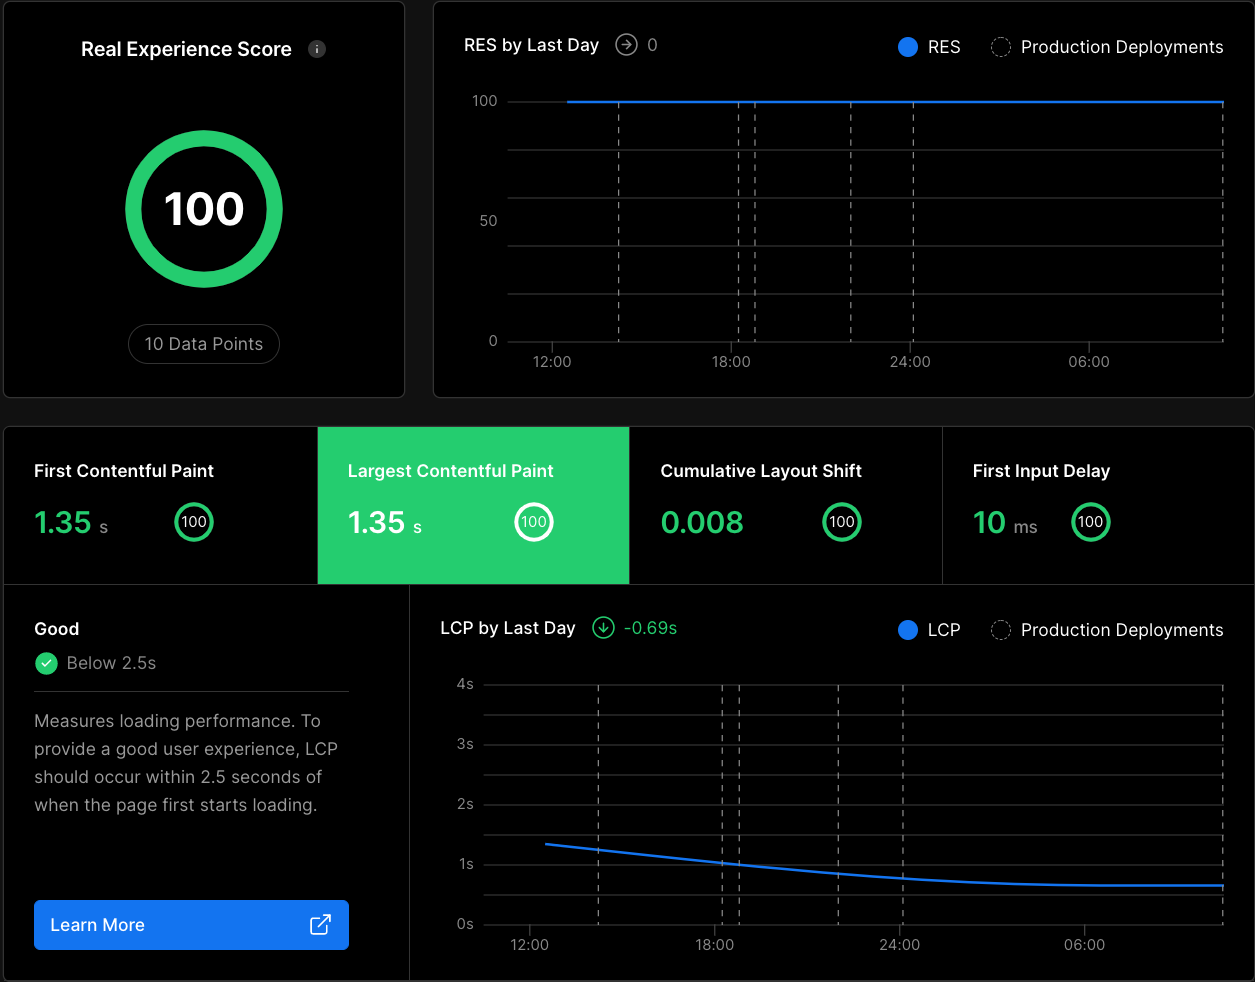 Real Experience Score i
100
10 Data Points
RES by Last Day 0
RES Production Deployments
100
50
0
12:00 18:00 24:00 06:00
First Contentful Paint
1.35 s 100
Largest Contentful Paint
1.35 s 100
Cumulative Layout Shift
0.008 100
First Input Delay
10 ms 100
Good
Below 2.5s
Measures loading performance. To
provide a good user experience, LCP
should occur within 2.5 seconds of
when the page first starts loading.
Learn More
LCP by Last Day -0.69s
LCP Production Deployments
4s
3s
2s
1s
0s
12:00 18:00 24:00 06:00